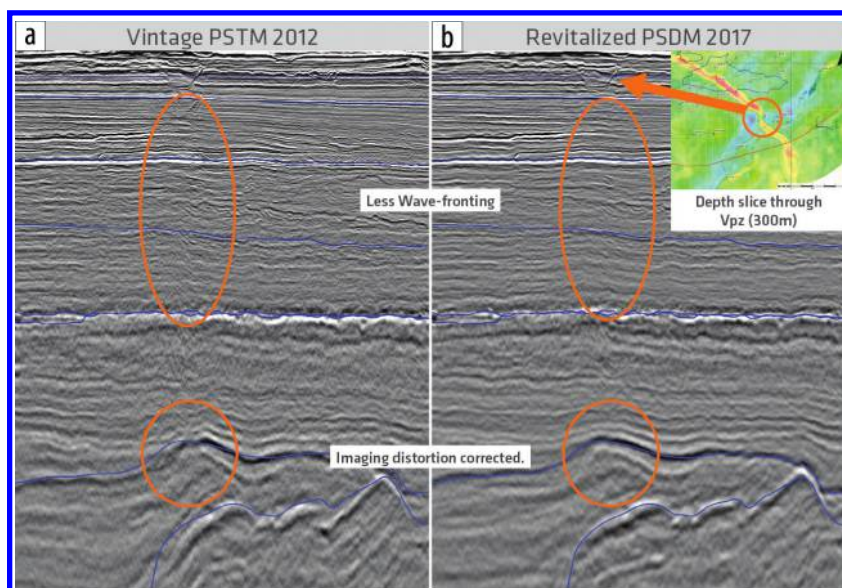 a
Vintage PSTM 2012
b
Revitalized PSDM 2017
Less Wave-fronting
Depth slice through
Vpz (300m)
Imaging distortion corrected.